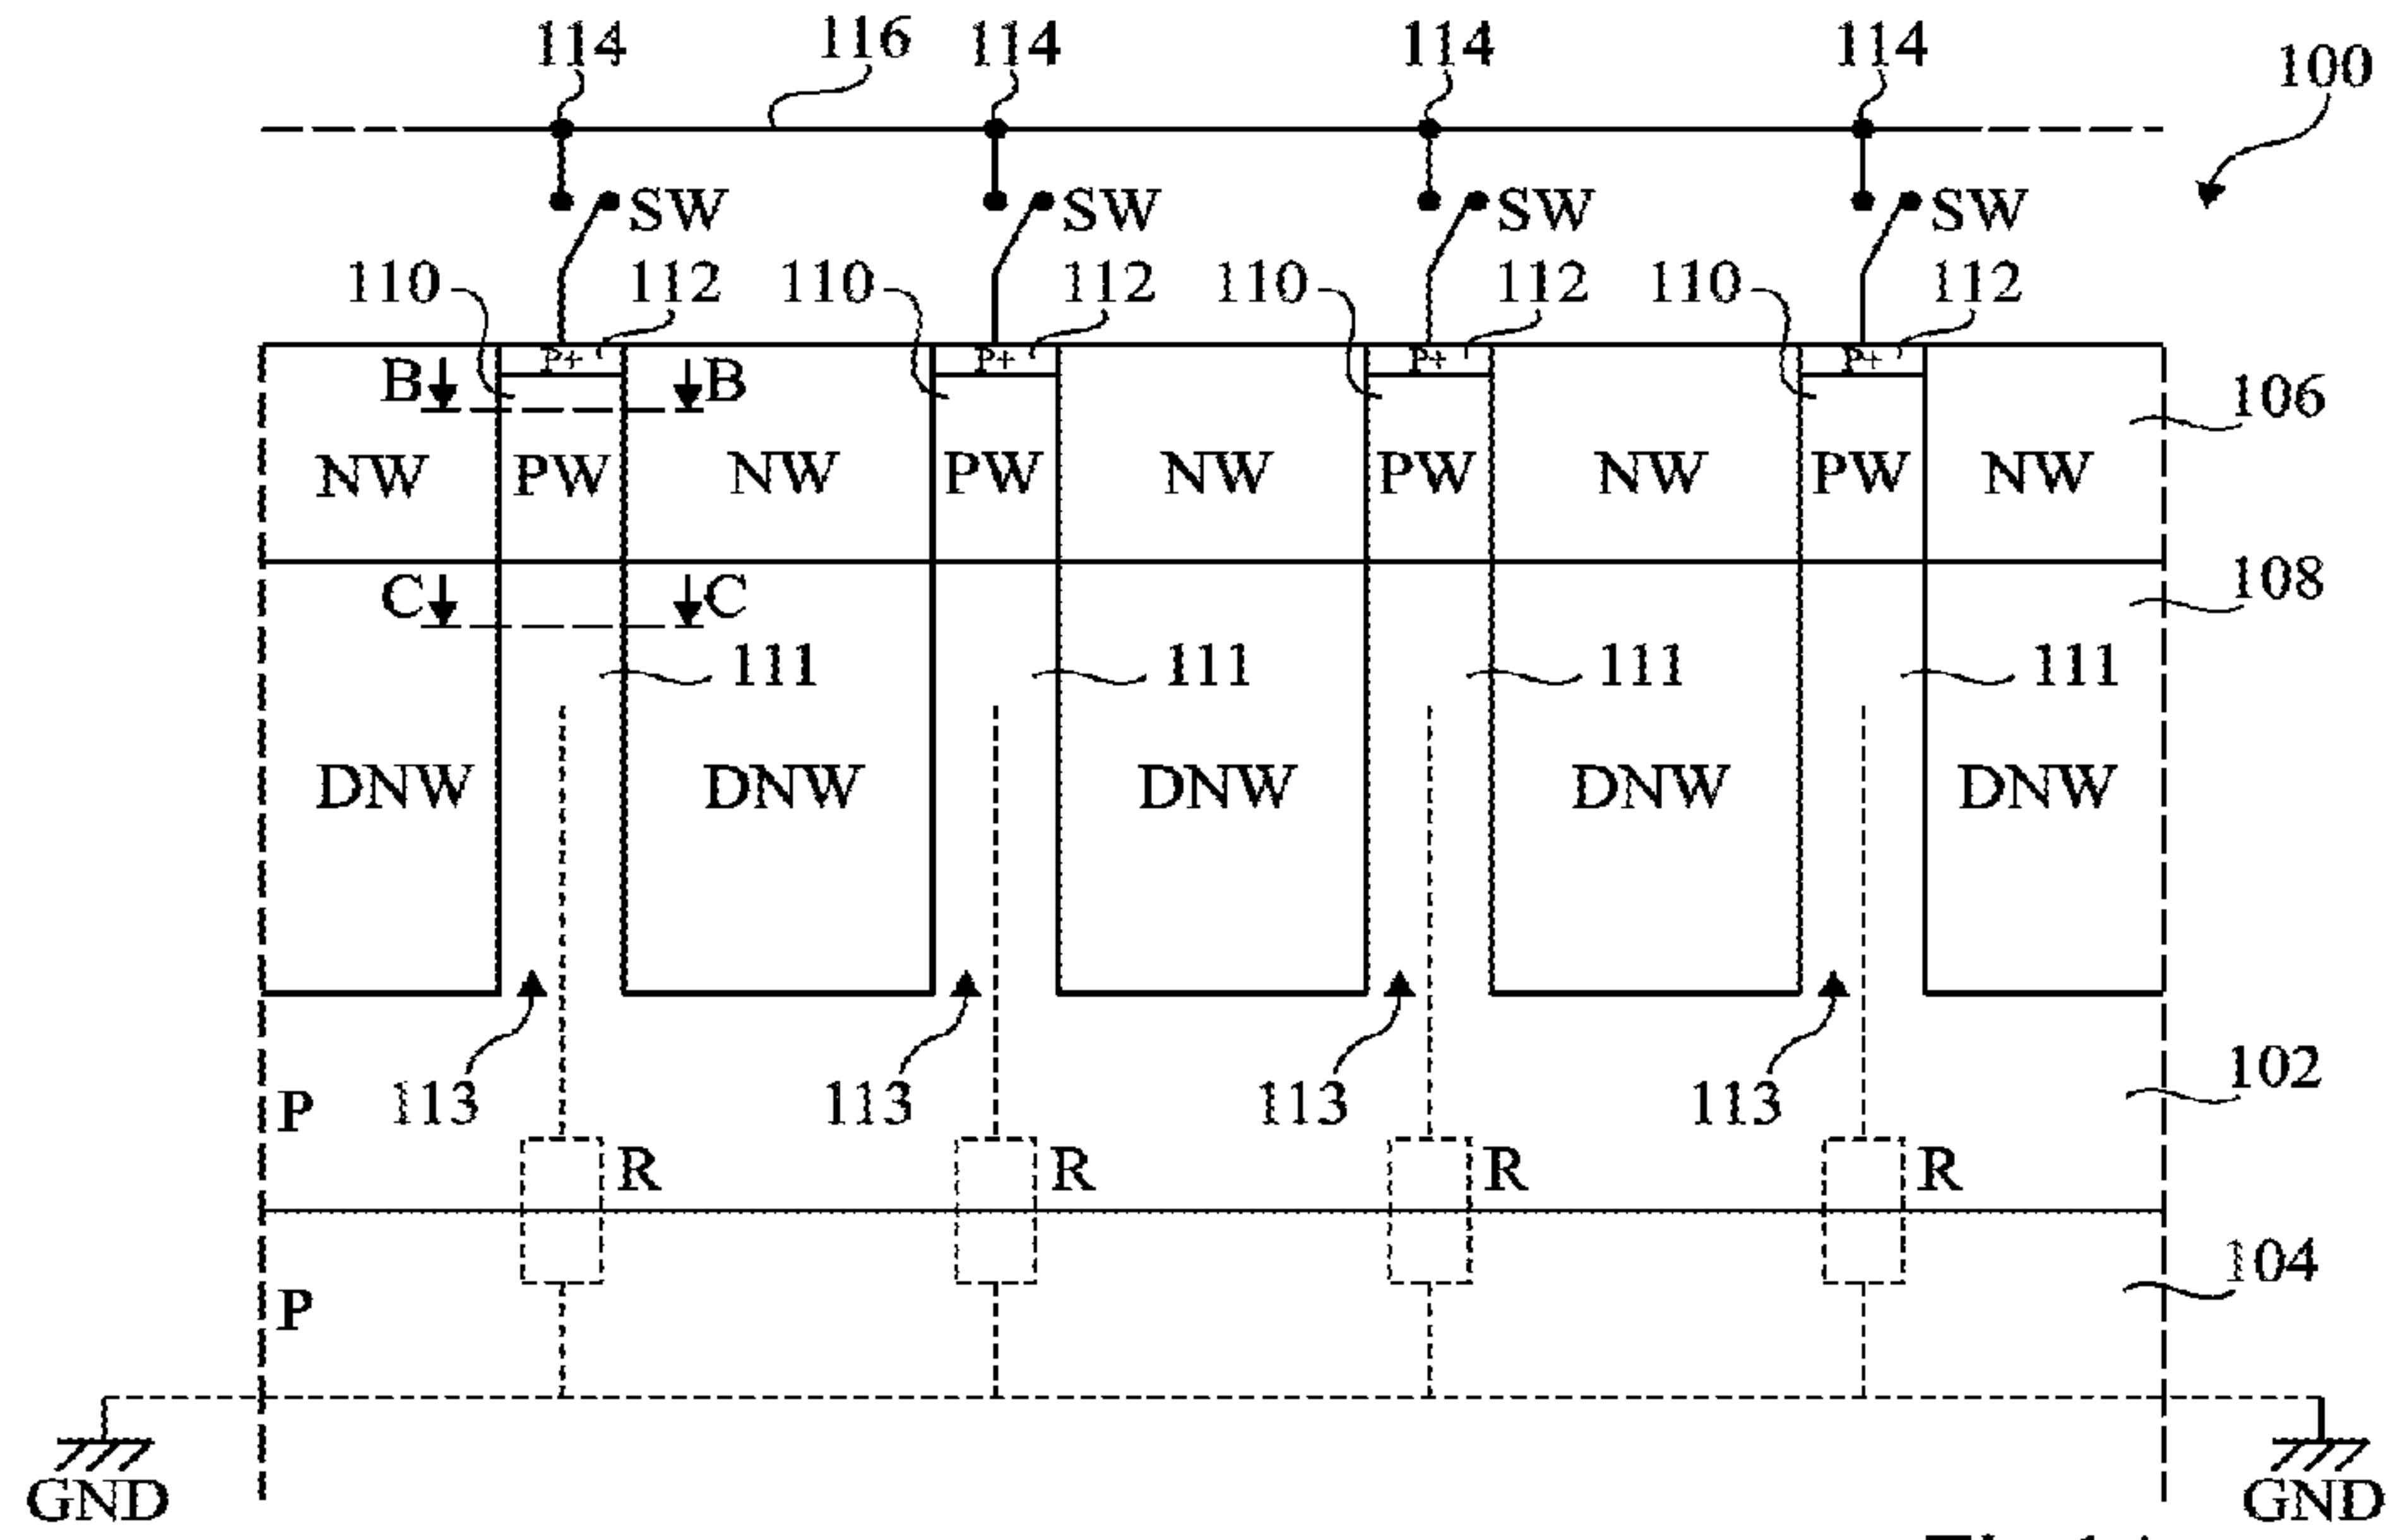 114 116 114 114 114 100
SW SW SW SW
110 112 110 112 110 112 110 112
P+ P+ P+ P+
B B 106
NW PW NW PW NW PW NW PW NW
C C 108
111 111 111 111
DNW DNW DNW DNW DNW
102
P 113 113 113 113
R R R R
104
P
GND GND